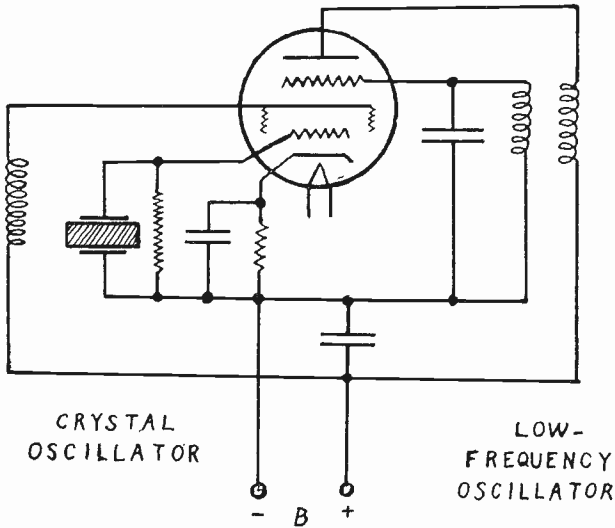 CRYSTAL
OSCILLATOR
LOW-
FREQUENCY
OSCILLATOR
- B +